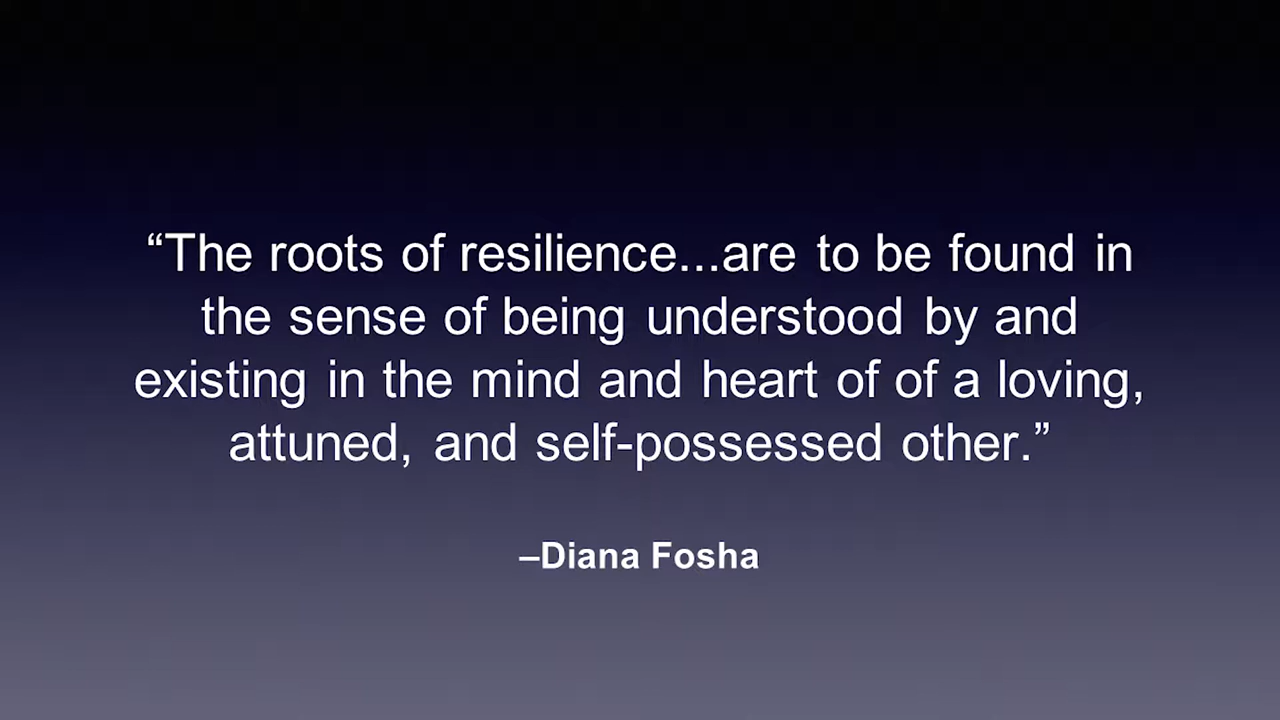 “The roots of resilience...are to be found in
the sense of being understood by and
existing in the mind and heart of of a loving,
attuned, and self-possessed other.”
–Diana Fosha